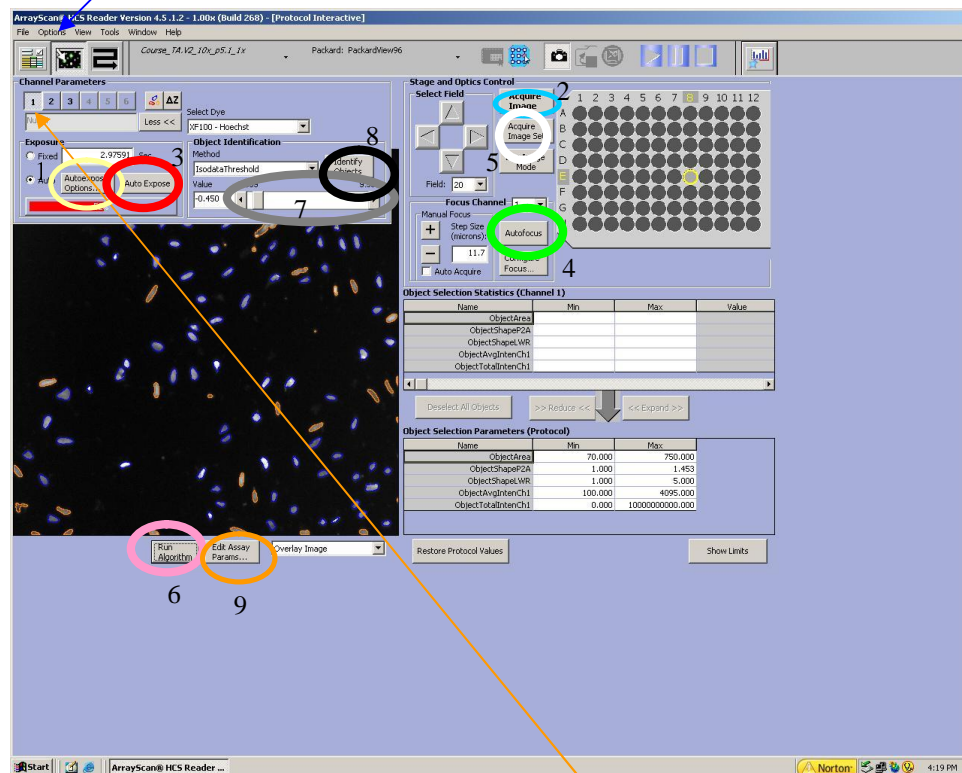 ArrayScan® HCS Reader Version 4.5 .1.2 - 1.00x (Build 268) - [Protocol Interactive]
File Options View Tools Window Help
Course_TA.V2_10x_p5.1_1x
Packard: PackardView96
Channel Parameters
1 2 3 4 5 6
ΔZ
Less <<
Select Dye
XF100 - Hoechst
Exposure
Fixed 2.97591 Sec
Autoexpose Options...
Auto Expose
1
3
Object Identification
Method
IsodataThreshold
Identify Objects
8
Value
-0.450
7
Stage and Optics Control
Select Field
Acquire Image
2
Acquire Image Set
5
Mode
Field: 20
1 2 3 4 5 6 7 8 9 10 11 12
A
B
C
D
E
F
G
Focus Channel
Manual Focus
Step Size (microns):
11.7
Auto Acquire
Autofocus
Configure Focus...
4
Object Selection Statistics (Channel 1)
Name Min Max Value
ObjectArea
ObjectShapeP2A
ObjectShapeLWR
ObjectAvgIntenCh1
ObjectTotalIntenCh1
Deselect All Objects
>> Reduce <<
<< Expand >>
Object Selection Parameters (Protocol)
Name Min Max
ObjectArea 70.000 750.000
ObjectShapeP2A 1.000 1.453
ObjectShapeLWR 1.000 5.000
ObjectAvgIntenCh1 100.000 4095.000
ObjectTotalIntenCh1 0.000 10000000000.000
Run Algorithm
Edit Assay Params...
Overlay Image
Restore Protocol Values
Show Limits
6
9
Start
ArrayScan® HCS Reader ...
Norton
4:19 PM